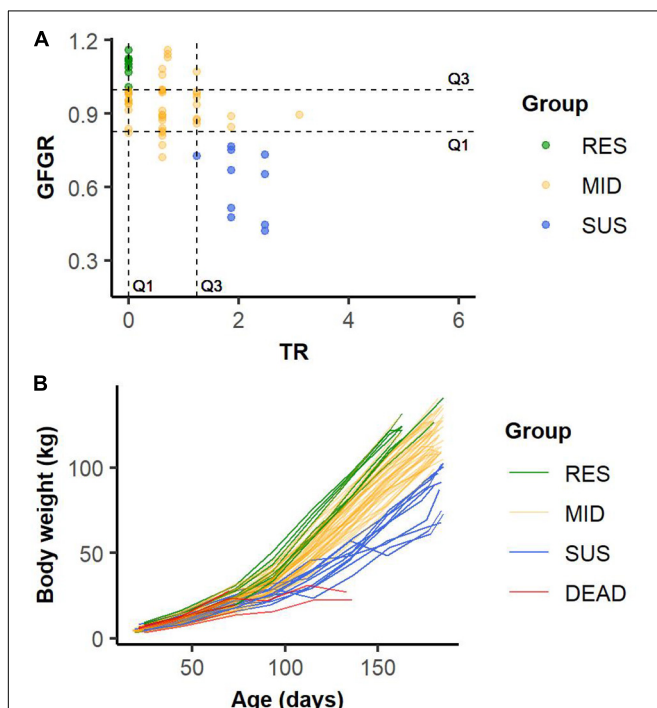 A
1.2
0.9
0.6
0.3
GFGR
Q3
Q1
Q1
Q3
0
2
4
6
TR
Group
RES
MID
SUS
B
100
50
0
Body weight (kg)
50
100
150
Age (days)
Group
RES
MID
SUS
DEAD